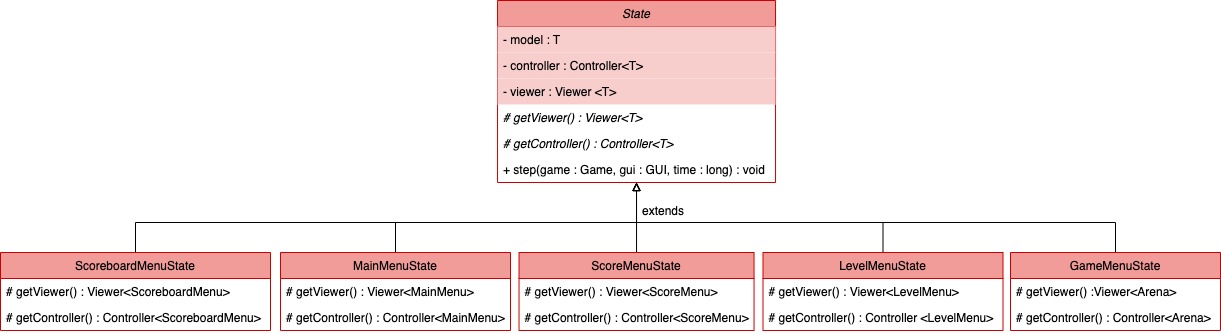 State
- model : T
- controller : Controller<T>
- viewer : Viewer <T>
# getViewer() : Viewer<T>
# getController() : Controller<T>
+ step(game : Game, gui : GUI, time : long) : void
extends
ScoreboardMenuState
# getViewer() : Viewer<ScoreboardMenu>
# getController() : Controller<ScoreboardMenu>
MainMenuState
# getViewer() : Viewer<MainMenu>
# getController() : Controller<MainMenu>
ScoreMenuState
# getViewer() : Viewer<ScoreMenu>
# getController() : Controller<ScoreMenu>
LevelMenuState
# getViewer() : Viewer<LevelMenu>
# getController() : Controller <LevelMenu>
GameMenuState
# getViewer() :Viewer<Arena>
# getController() : Controller<Arena>